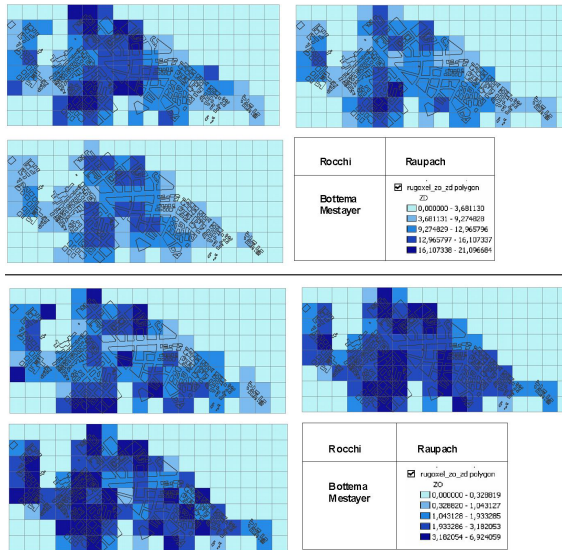 Rocchi Raupach
Bottema
Mestayer
rugoxel_zo_zd polygon
ZD
0,000000 - 3,681130
3,681131 - 9,274828
9,274829 - 12,965796
12,965797 - 16,107337
16,107338 - 21,096684
Rocchi Raupach
Bottema
Mestayer
rugoxel_zo_zd polygon
ZO
0,000000 - 0,328819
0,328820 - 1,043127
1,043128 - 1,933285
1,933286 - 3,182053
3,182054 - 6,924059